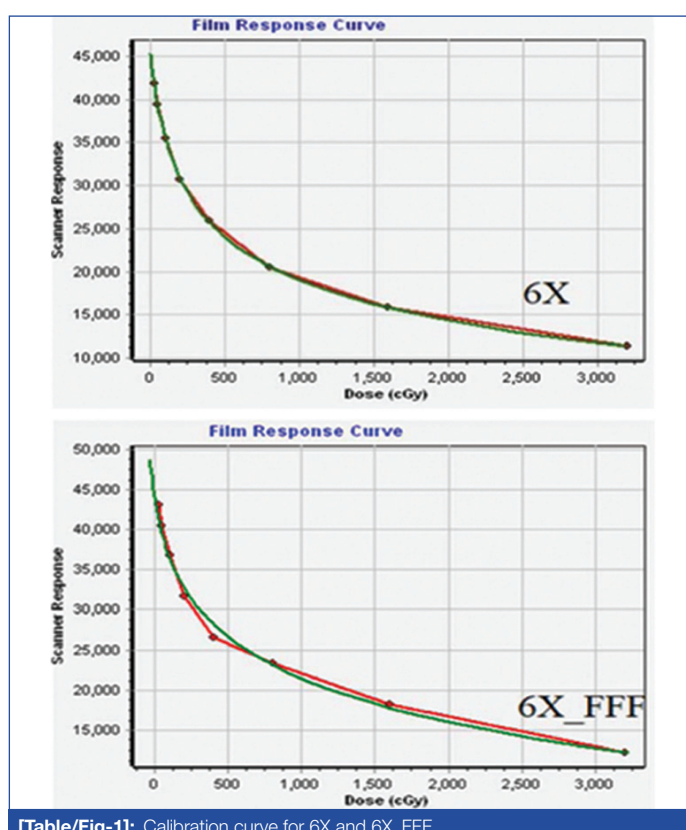 Film Response Curve
45,000
40,000
35,000
30,000
25,000
20,000
15,000
10,000
Scanner Response
6X
0 500 1,000 1,500 2,000 2,500 3,000
Dose (cGy)
Film Response Curve
50,000
45,000
40,000
35,000
30,000
25,000
20,000
15,000
Scanner Response
6X_FFF
0 500 1,000 1,500 2,000 2,500 3,000
Dose (cGy)
[Table/Fig-1]: Calibration curve for 6X and 6X_FFF